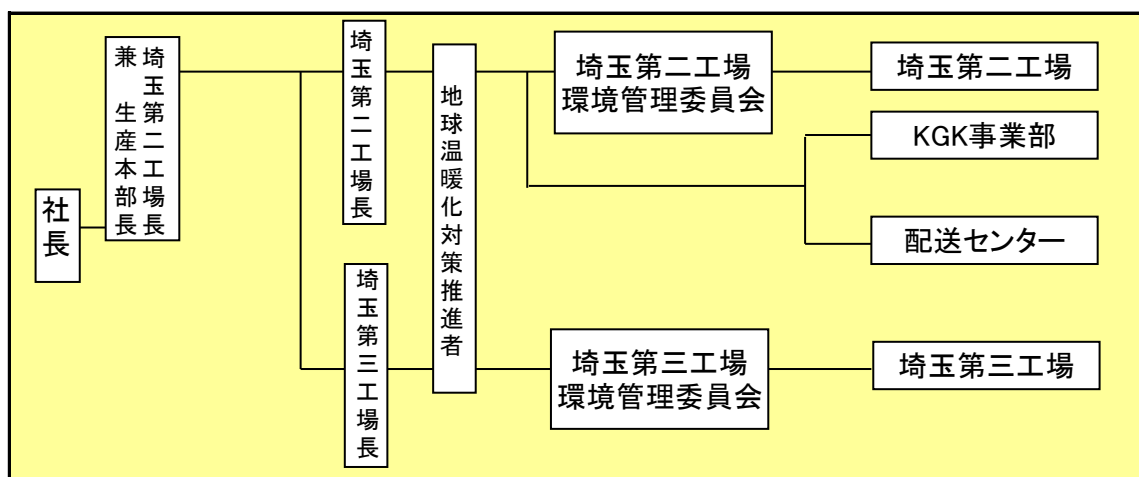 社長
埼玉第二工場長
兼　生産本部長
埼玉第二工場長
埼玉第三工場長
地球温暖化対策推進者
埼玉第二工場
環境管理委員会
埼玉第三工場
環境管理委員会
埼玉第二工場
KGK事業部
配送センター
埼玉第三工場